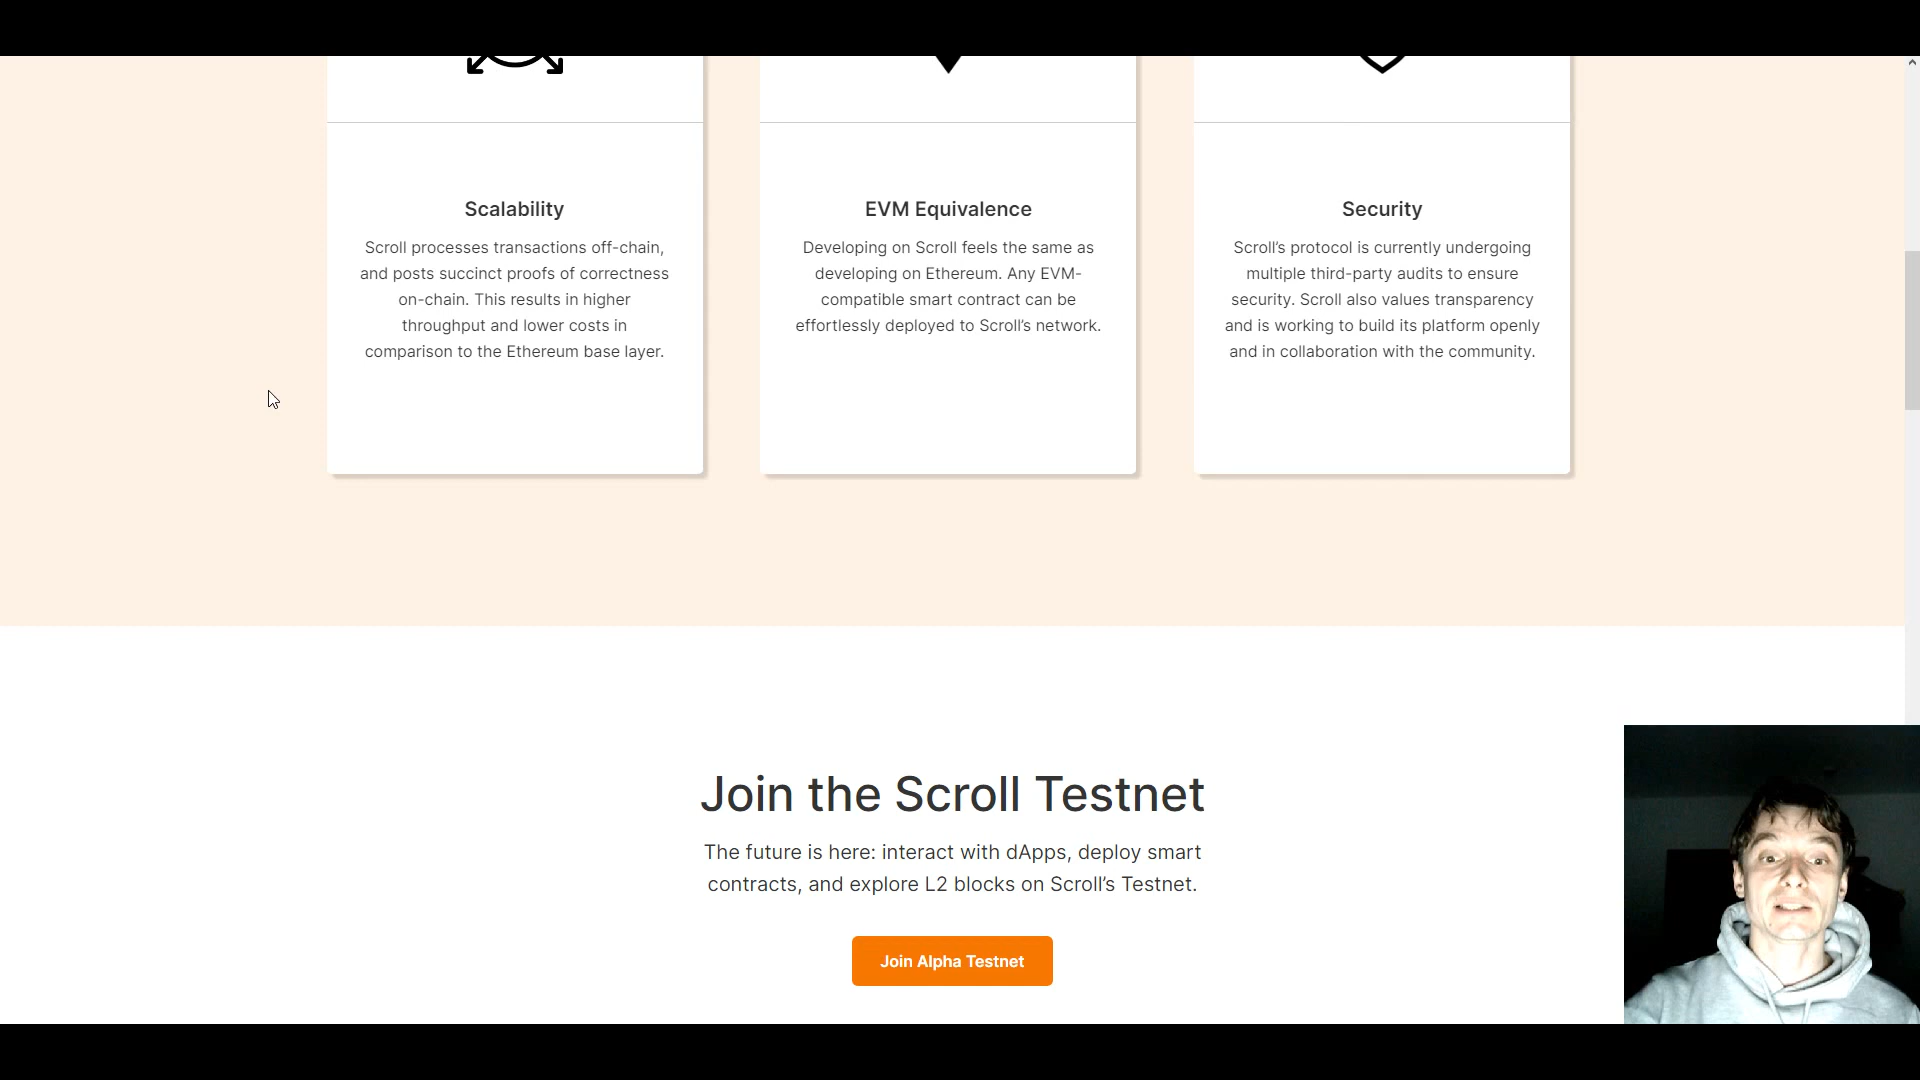 Scalability
Scroll processes transactions off-chain,
and posts succinct proofs of correctness
on-chain. This results in higher
throughput and lower costs in
comparison to the Ethereum base layer.
EVM Equivalence
Developing on Scroll feels the same as
developing on Ethereum. Any EVM-
compatible smart contract can be
effortlessly deployed to Scroll’s network.
Security
Scroll’s protocol is currently undergoing
multiple third-party audits to ensure
security. Scroll also values transparency
and is working to build its platform openly
and in collaboration with the community.
Join the Scroll Testnet
The future is here: interact with dApps, deploy smart
contracts, and explore L2 blocks on Scroll’s Testnet.
Join Alpha Testnet